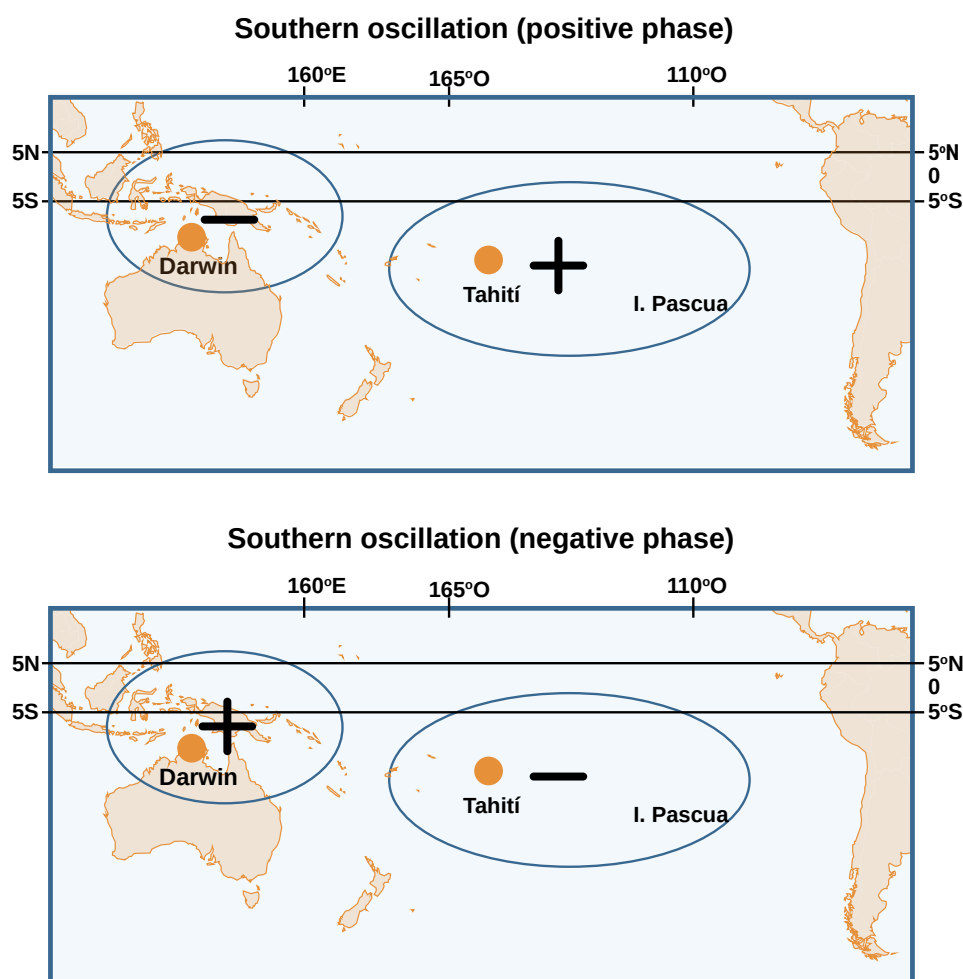 Southern oscillation (positive phase)
160ºE 165ºO 110ºO
5N 5ºN
0
5S 5ºS
Darwin
Tahití
I. Pascua
Southern oscillation (negative phase)
160ºE 165ºO 110ºO
5N 5ºN
0
5S 5ºS
Darwin
Tahití
I. Pascua